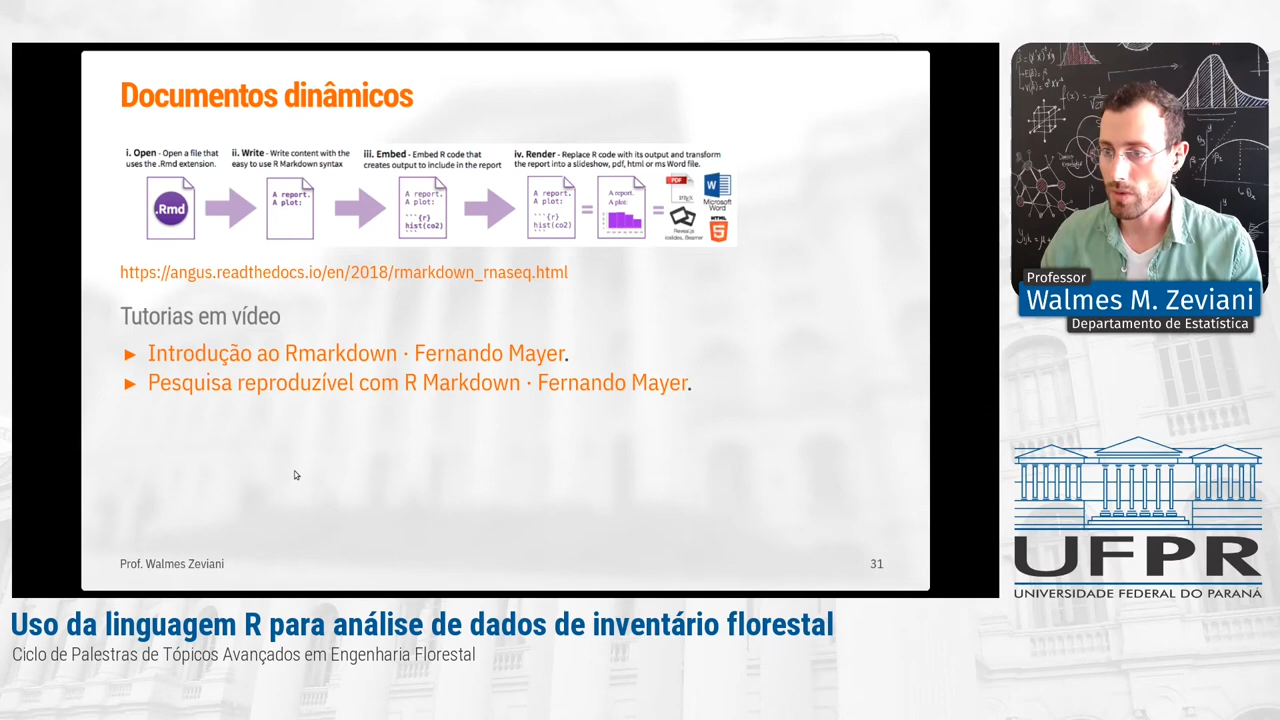 Documentos dinâmicos
i. Open - Open a file that
uses the .Rmd extension.
ii. Write - Write content with the
easy to use R Markdown syntax
iii. Embed - Embed R code that
creates output to include in the report
iv. Render - Replace R code with its output and transform
the report into a slideshow, pdf, html or ms Word file.
.Rmd
A report.
A plot:
A report.
A plot:
```{r}
hist(co2)
```
A report.
A plot:
```{r}
hist(co2)
```
=
A report.
A plot.
=
PDF
W
Microsoft
Word
HTML
5
https://angus.readthedocs.io/en/2018/rmarkdown_rnaseq.html
Tutorias em vídeo
► Introdução ao Rmarkdown · Fernando Mayer.
► Pesquisa reproduzível com R Markdown · Fernando Mayer.
Prof. Walmes Zeviani
31
Professor
Walmes M. Zeviani
Departamento de Estatística
UFPR
UNIVERSIDADE FEDERAL DO PARANÁ
Uso da linguagem R para análise de dados de inventário florestal
Ciclo de Palestras de Tópicos Avançados em Engenharia Florestal